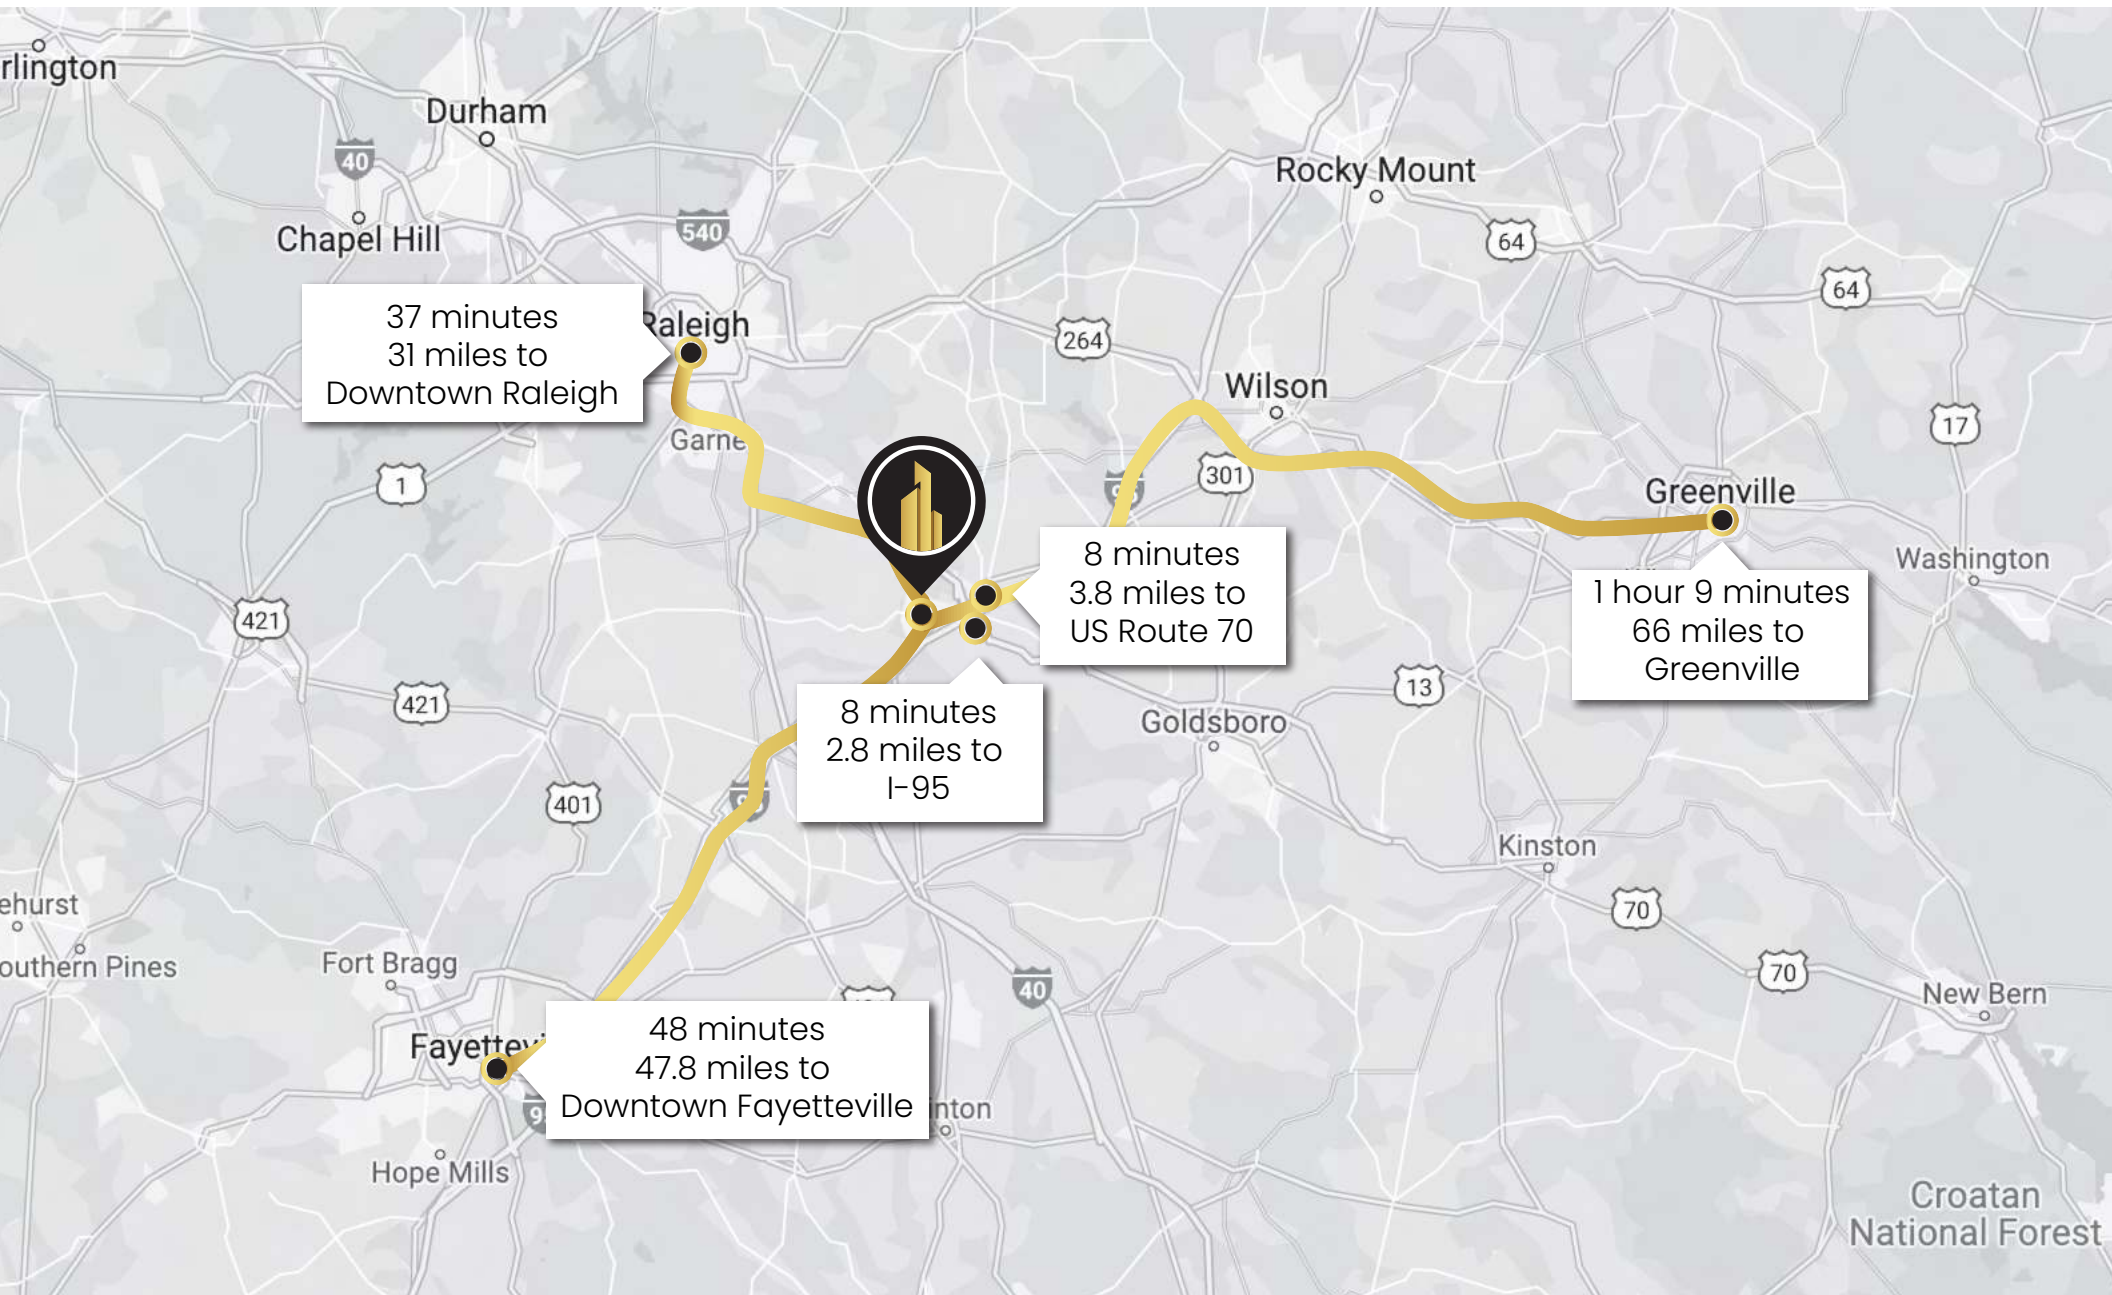 rlington
Durham
40
Chapel Hill
540
Rocky Mount
64
64
37 minutes
31 miles to
Downtown Raleigh
Raleigh
264
Wilson
17
Garne
1
301
Greenville
8 minutes
3.8 miles to
US Route 70
Washington
1 hour 9 minutes
66 miles to
Greenville
421
421
13
8 minutes
2.8 miles to
I-95
Goldsboro
401
Kinston
70
ehurst
outhern Pines
Fort Bragg
40
70
New Bern
Fayettevi
48 minutes
47.8 miles to
Downtown Fayetteville
9
inton
Hope Mills
Croatan
National Forest